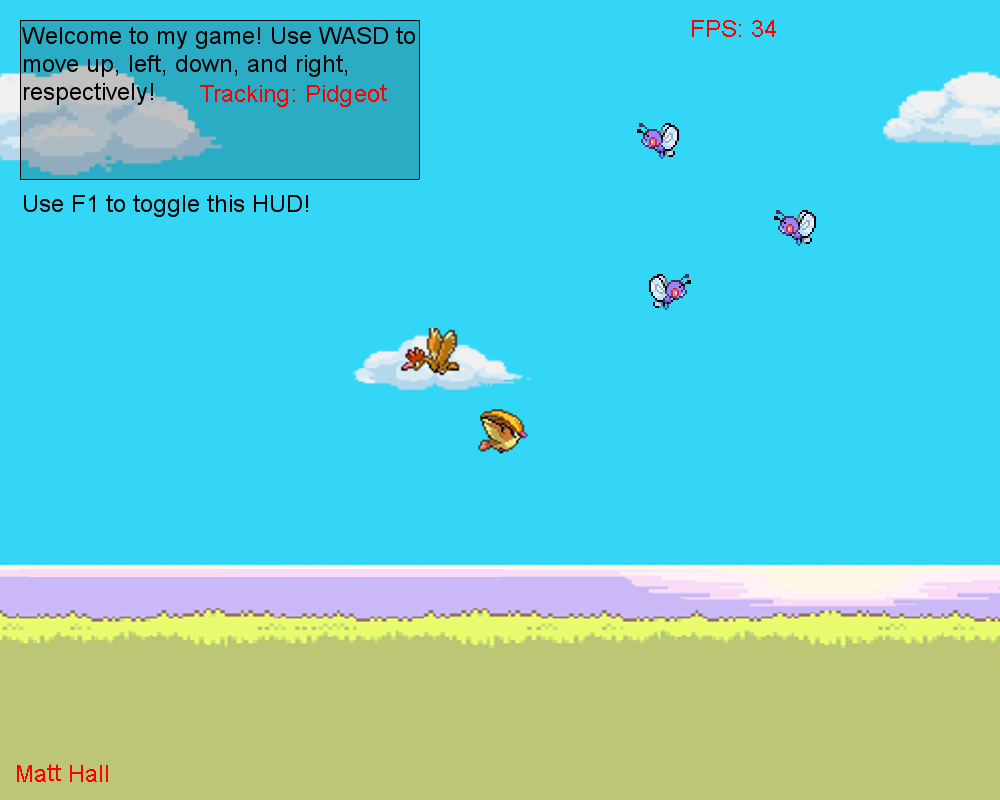 Welcome to my game! Use WASD to
move up, left, down, and right,
respectively!
Tracking: Pidgeot
Use F1 to toggle this HUD!
FPS: 34
Matt Hall